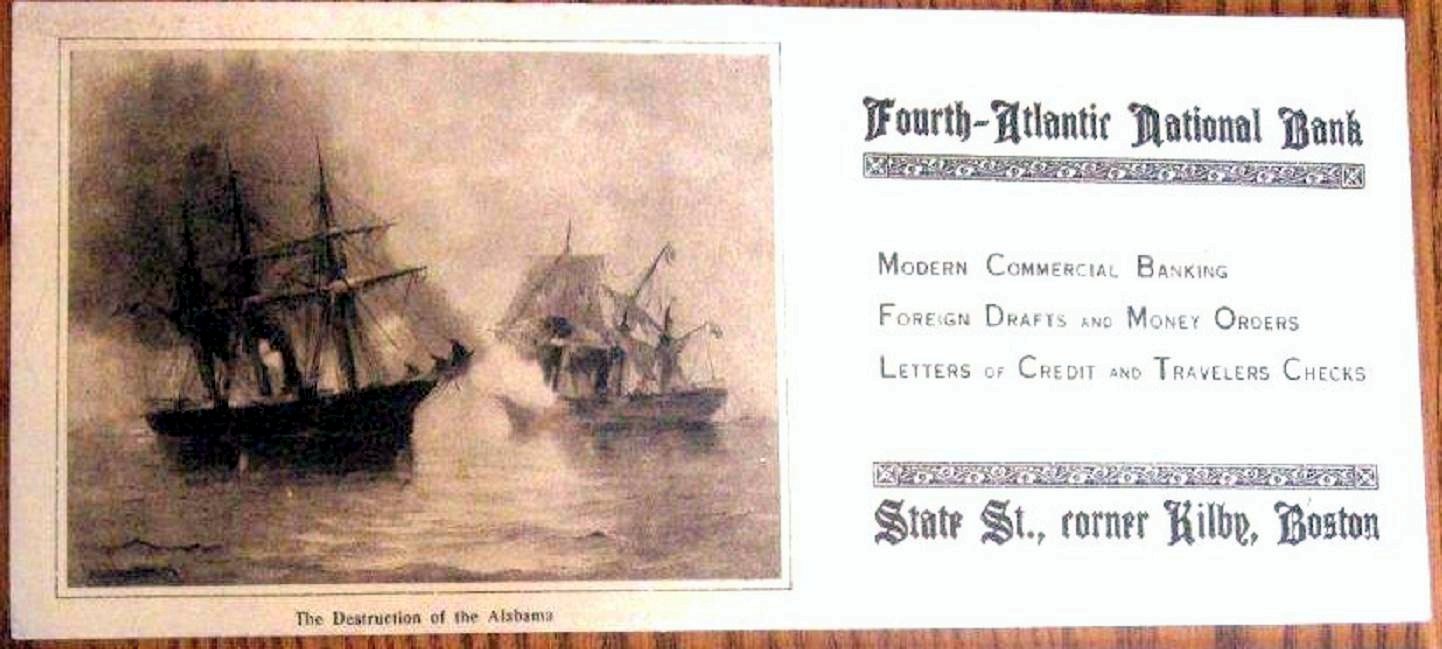 The Destruction of the Alabama
Fourth-Atlantic National Bank
Modern Commercial Banking
Foreign Drafts and Money Orders
Letters of Credit and Travelers Checks
State St., corner Kilby, Boston